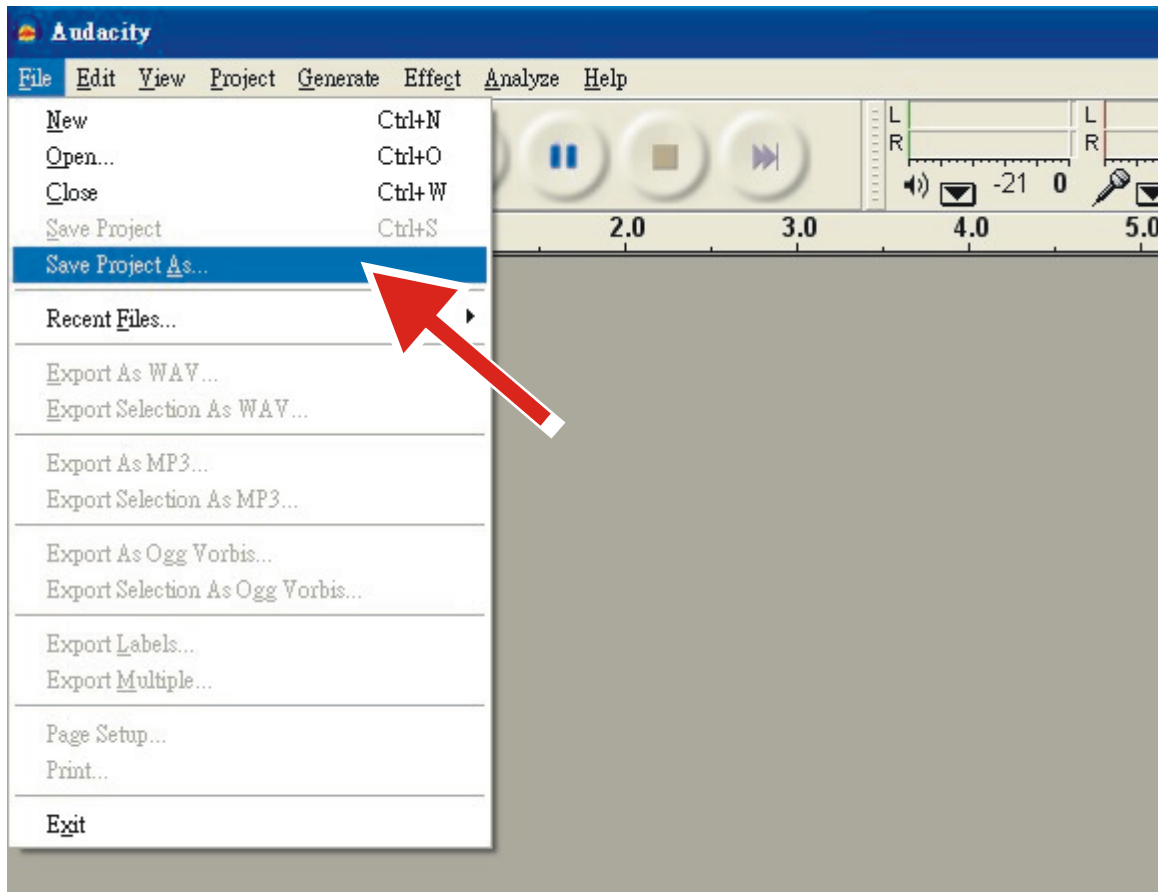 Audacity
File Edit View Project Generate Effect Analyze Help
New Ctrl+N
Open... Ctrl+O
Close Ctrl+W
Save Project Ctrl+S
Save Project As...
Recent Files...
Export As WAV...
Export Selection As WAV...
Export As MP3...
Export Selection As MP3...
Export As Ogg Vorbis...
Export Selection As Ogg Vorbis...
Export Labels...
Export Multiple...
Page Setup...
Print...
Exit
L L
R R
-21 0
2.0 3.0 4.0 5.0